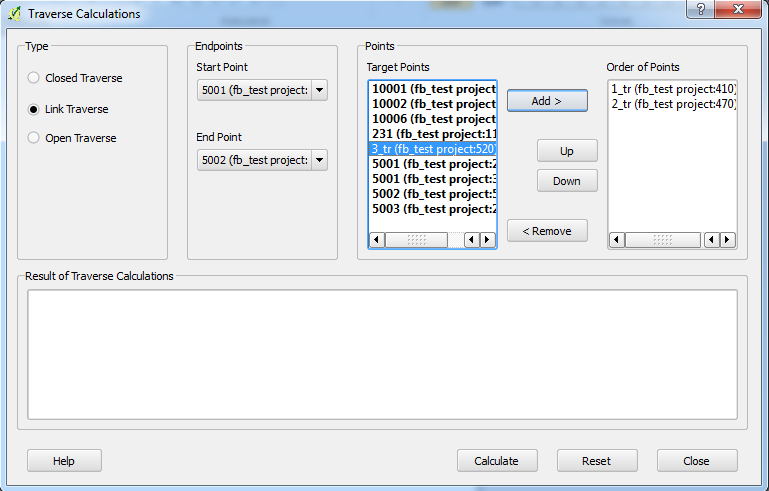 Traverse Calculations
Type
Closed Traverse
Link Traverse
Open Traverse
Endpoints
Start Point
5001 (fb_test project:
End Point
5002 (fb_test project:
Points
Target Points
10001 (fb_test project
10002 (fb_test project
10006 (fb_test project
231 (fb_test project:11
3_tr (fb_test project:520)
5001 (fb_test project:2
5001 (fb_test project:3
5002 (fb_test project:5
5003 (fb_test project:2
Add >
Up
Down
< Remove
Order of Points
1_tr (fb_test project:410)
2_tr (fb_test project:470)
Result of Traverse Calculations
Help
Calculate
Reset
Close